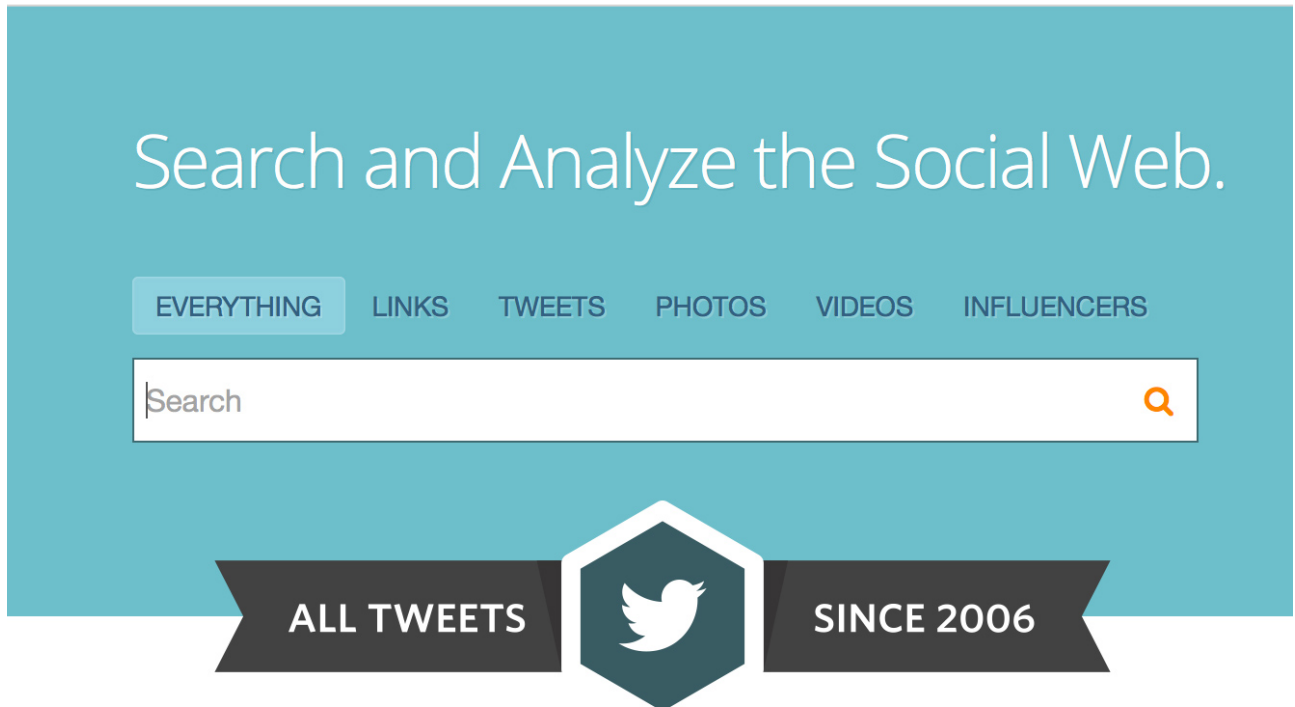 Search and Analyze the Social Web.
EVERYTHING LINKS TWEETS PHOTOS VIDEOS INFLUENCERS
Search
ALL TWEETS SINCE 2006